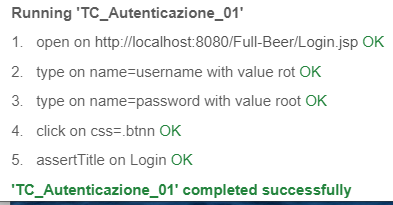 Running 'TC_Autenticazione_01'
1. open on http://localhost:8080/Full-Beer/Login.jsp OK
2. type on name=username with value rot OK
3. type on name=password with value root OK
4. click on css=.btnn OK
5. assertTitle on Login OK
'TC_Autenticazione_01' completed successfully